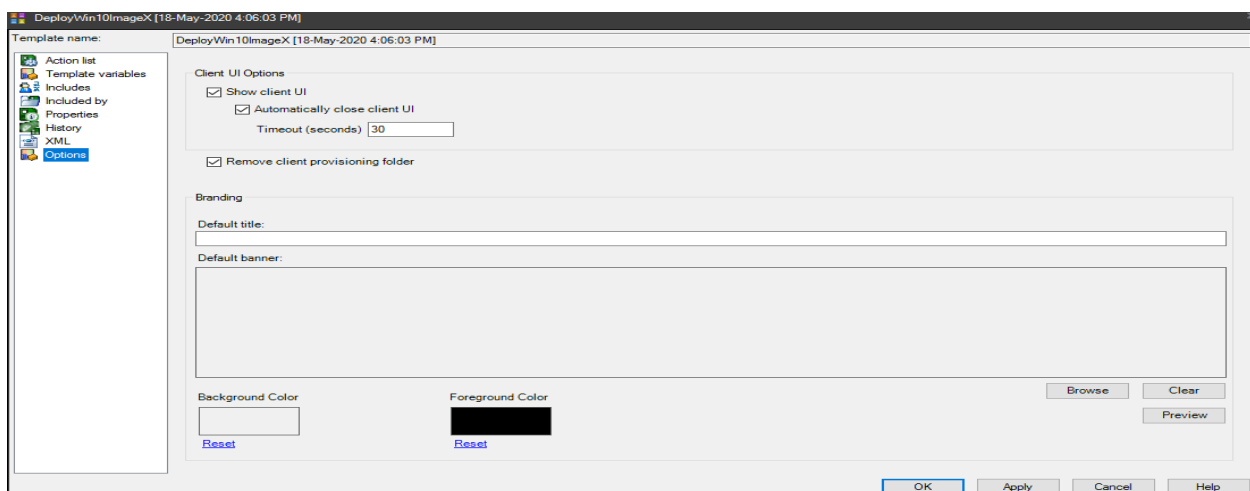 DeployWin10ImageX [18-May-2020 4:06:03 PM]
Template name:
DeployWin10ImageX [18-May-2020 4:06:03 PM]
Action list
Template variables
Includes
Included by
Properties
History
XML
Options
Client UI Options
Show client UI
Automatically close client UI
Timeout (seconds) 30
Remove client provisioning folder
Branding
Default title:
Default banner:
Browse Clear
Background Color Foreground Color
Preview
Reset Reset
OK Apply Cancel Help